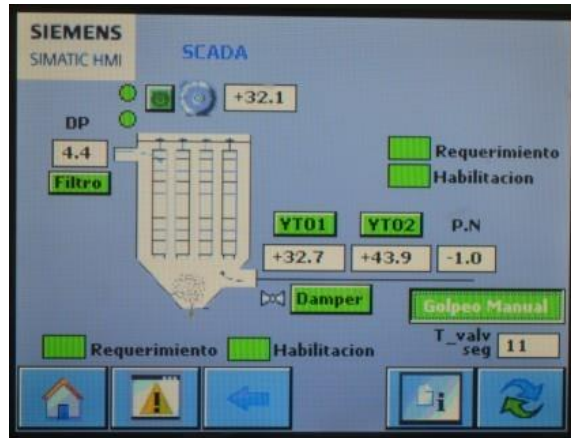 SIEMENS
SIMATIC HMI
SCADA
+32.1
DP
4.4
Filtro
Requerimiento
Habilitacion
YT01 YT02 P.N
+32.7 +43.9 -1.0
Damper
Golpeo Manual
Requerimiento Habilitacion
T_valv
seg 11
i